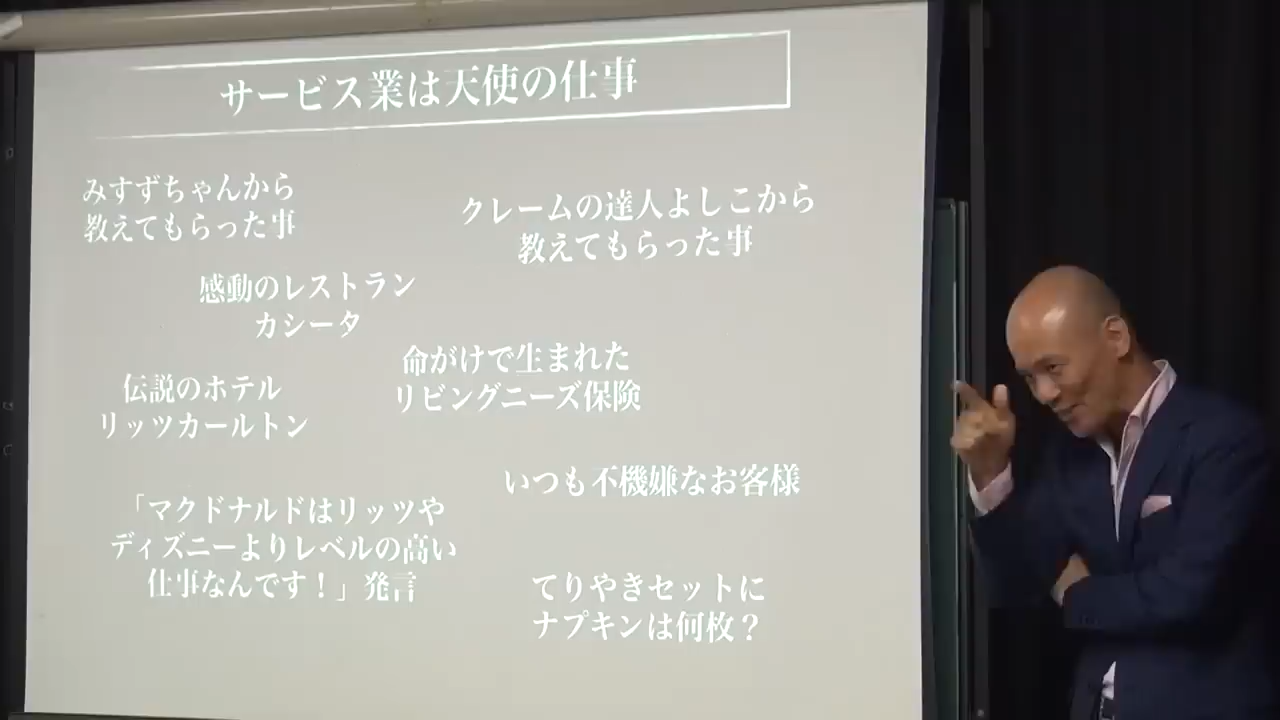 サービス業は天使の仕事
みすずちゃんから
教えてもらった事
クレームの達人よしこから
教えてもらった事
感動のレストラン
カシータ
命がけで生まれた
リビングニーズ保険
伝説のホテル
リッツカールトン
いつも不機嫌なお客様
「マクドナルドはリッツや
ディズニーよりレベルの高い
仕事なんです！」発言
てりやきセットに
ナプキンは何枚？